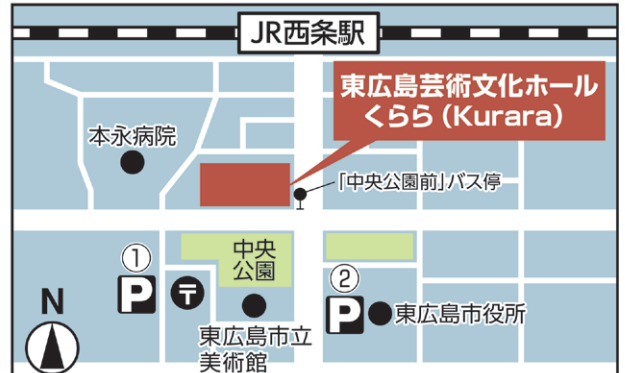 JR西条駅
東広島芸術文化ホール
くらら（Kurara）
本永病院
「中央公園前」バス停
中央
公園
①
P
〒
②
P
東広島市役所
N
東広島市立
美術館